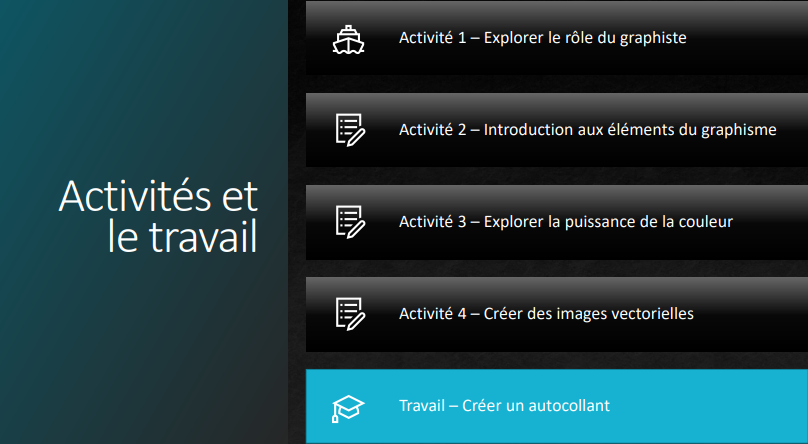 Activités et
le travail
Activité 1 – Explorer le rôle du graphiste
Activité 2 – Introduction aux éléments du graphisme
Activité 3 – Explorer la puissance de la couleur
Activité 4 – Créer des images vectorielles
Travail – Créer un autocollant